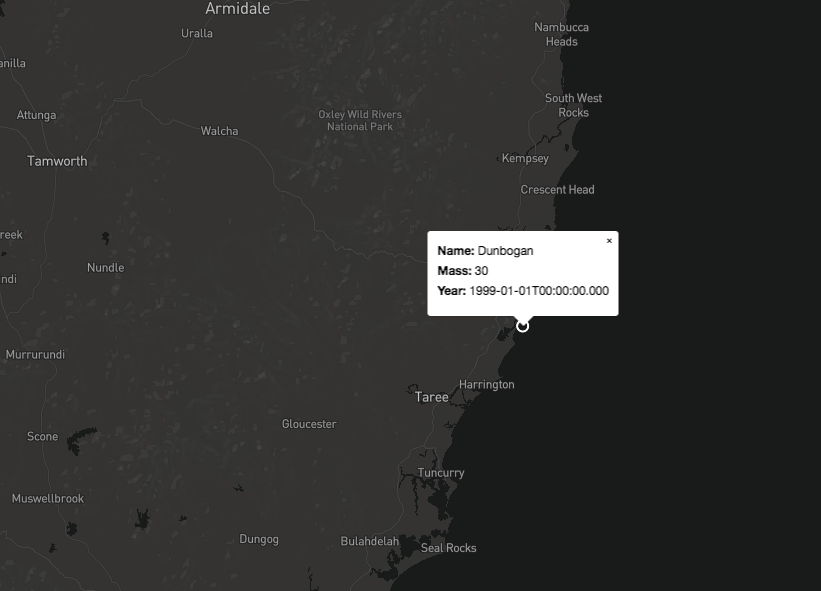 Armidale
Uralla
Nambucca
Heads
anilla
South West
Rocks
Attunga
Oxley Wild Rivers
National Park
Walcha
Tamworth
Kempsey
Crescent Head
reek
Nundle
ndi
×
Name: Dunbogan
Mass: 30
Year: 1999-01-01T00:00:00.000
Murrurundi
Harrington
Taree
Gloucester
Scone
Tuncurry
Muswellbrook
Dungog
Bulahdelah
Seal Rocks